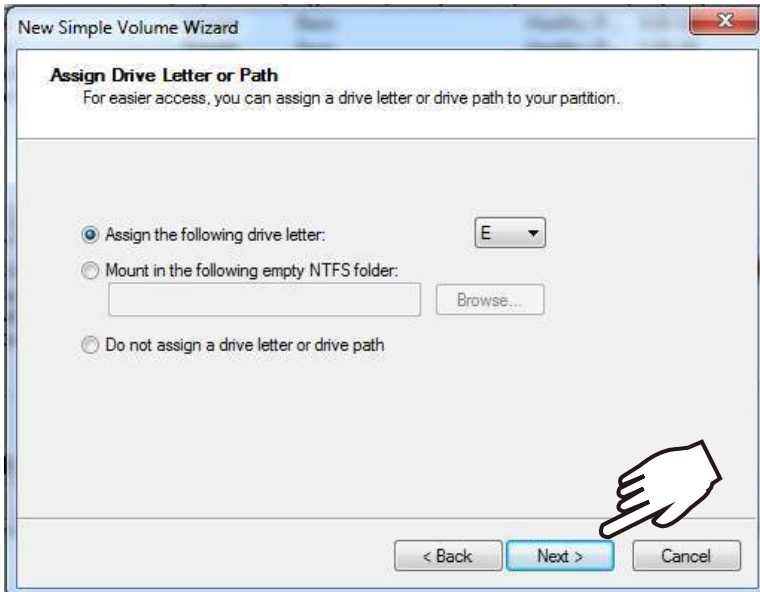 New Simple Volume Wizard
Assign Drive Letter or Path
For easier access, you can assign a drive letter or drive path to your partition.
Assign the following drive letter:
E
Mount in the following empty NTFS folder:
Browse...
Do not assign a drive letter or drive path
< Back
Next >
Cancel